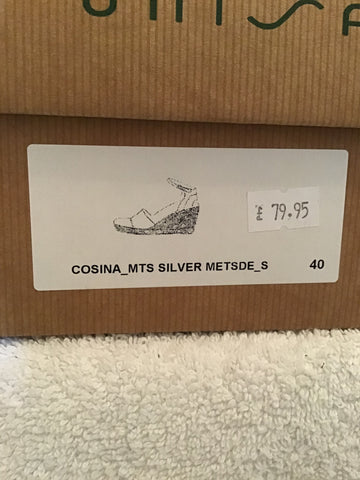 £ 79.95
COSINA_MTS SILVER METSDE_S 40